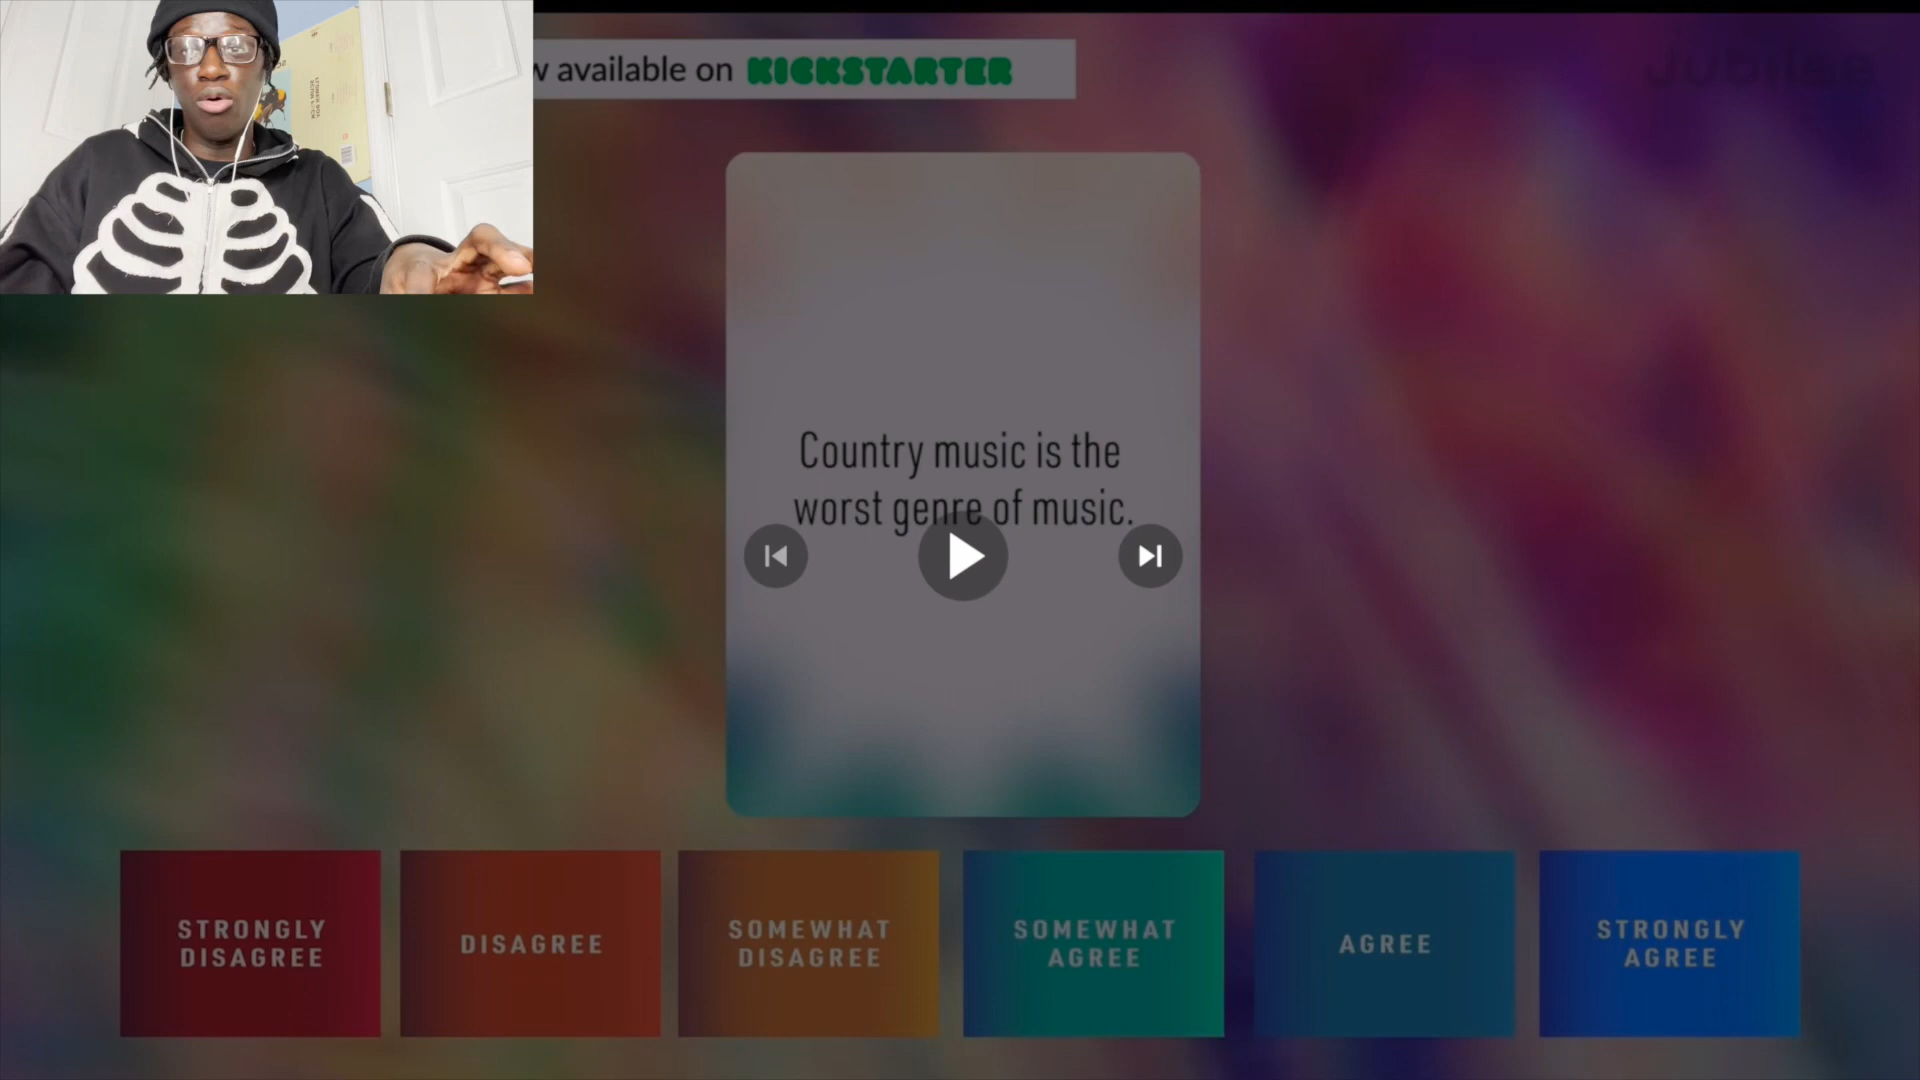 w available on KICKSTARTER
Jubilee
Country music is the
worst genre of music.
STRONGLY
DISAGREE
DISAGREE
SOMEWHAT
DISAGREE
SOMEWHAT
AGREE
AGREE
STRONGLY
AGREE